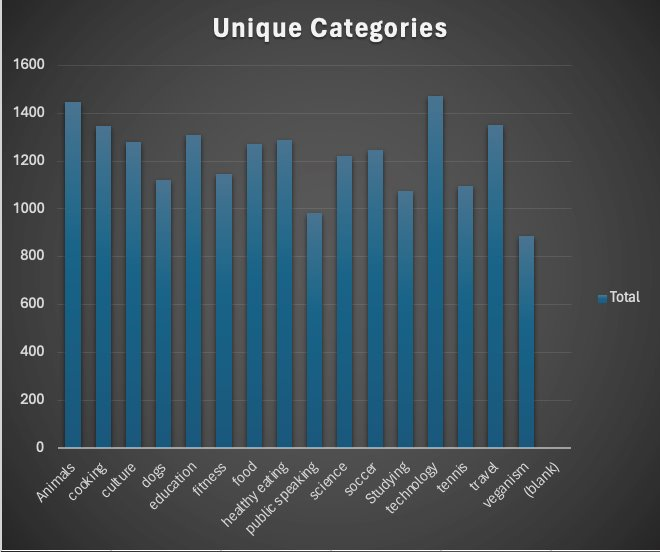 Unique Categories
1600
1400
1200
1000
800
600
400
200
0
Animals
cooking
culture
dogs
education
fitness
food
healthy eating
public speaking
science
soccer
Studying
technology
tennis
travel
veganism
(blank)
Total